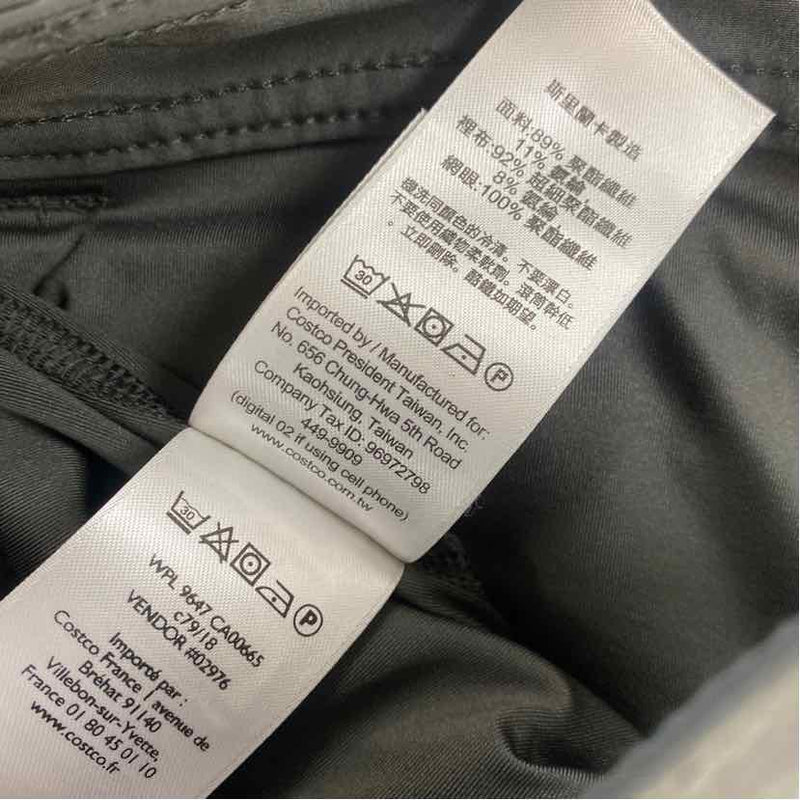 斯里蘭卡製造
面料:89% 聚酯纖維
11% 氨綸
裡布:92% 短細聚酯纖維
8% 氨綸
網眼:100% 聚酯纖維
機洗同顏色的冷清。不要漂白。
不要使用織物柔軟劑。滾筒幹低
。立即刪除。酷鐵如期望。
30 P
Imported by / Manufactured for:
Costco President Taiwan, Inc.
No. 656 Chung-Hwa 5th Road
Kaohsiung, Taiwan
Company Tax ID: 96972798
449-9909
(digital 02 if using cell phone)
www.costco.com.tw
30 P
WPL 9647 CA00665
c79/18
VENDOR #02976
Importé par :
Costco France 1 avenue de
Bréhat 91140
Villebon-sur-Yvette,
France 01 80 45 01 10
www.costco.fr